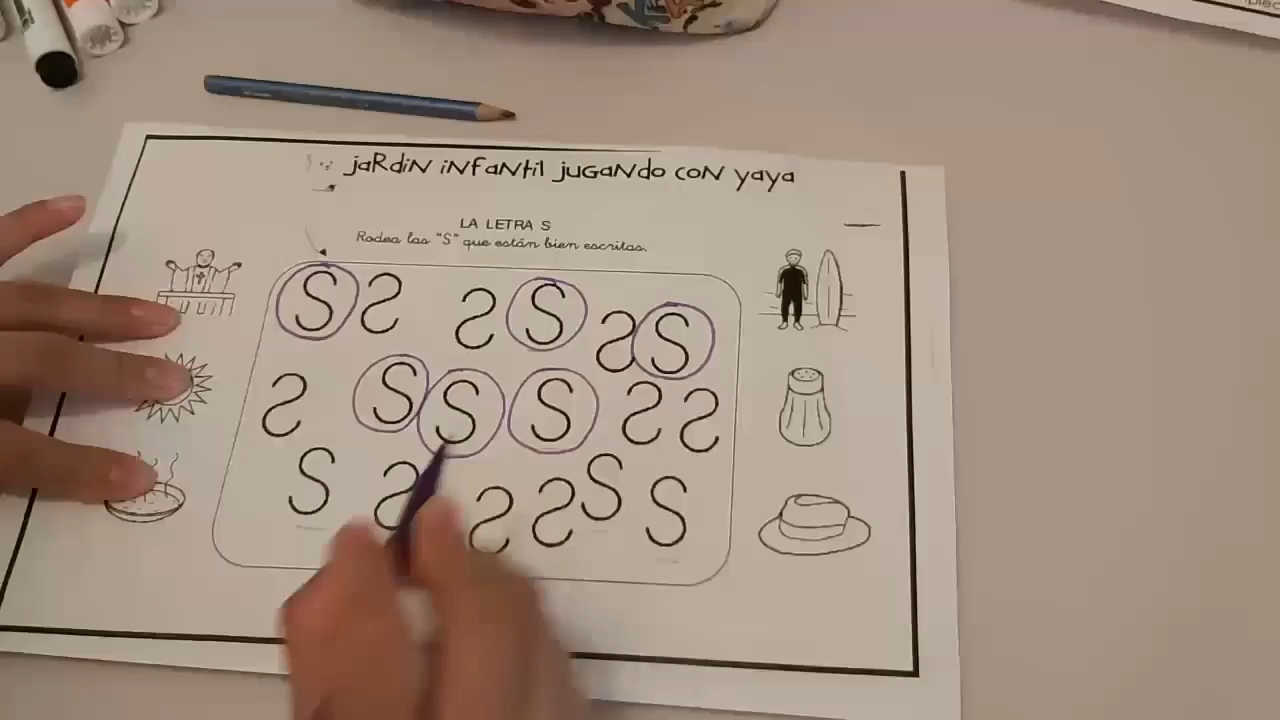 jaRdiN iNfaNtil jugaNdo coN yaya
LA LETRA S
Rodea las "S" que están bien escritas.
S Ƨ Ƨ S Ƨ S
Ƨ S S S Ƨ Ƨ
S Ƨ Ƨ Ƨ S S